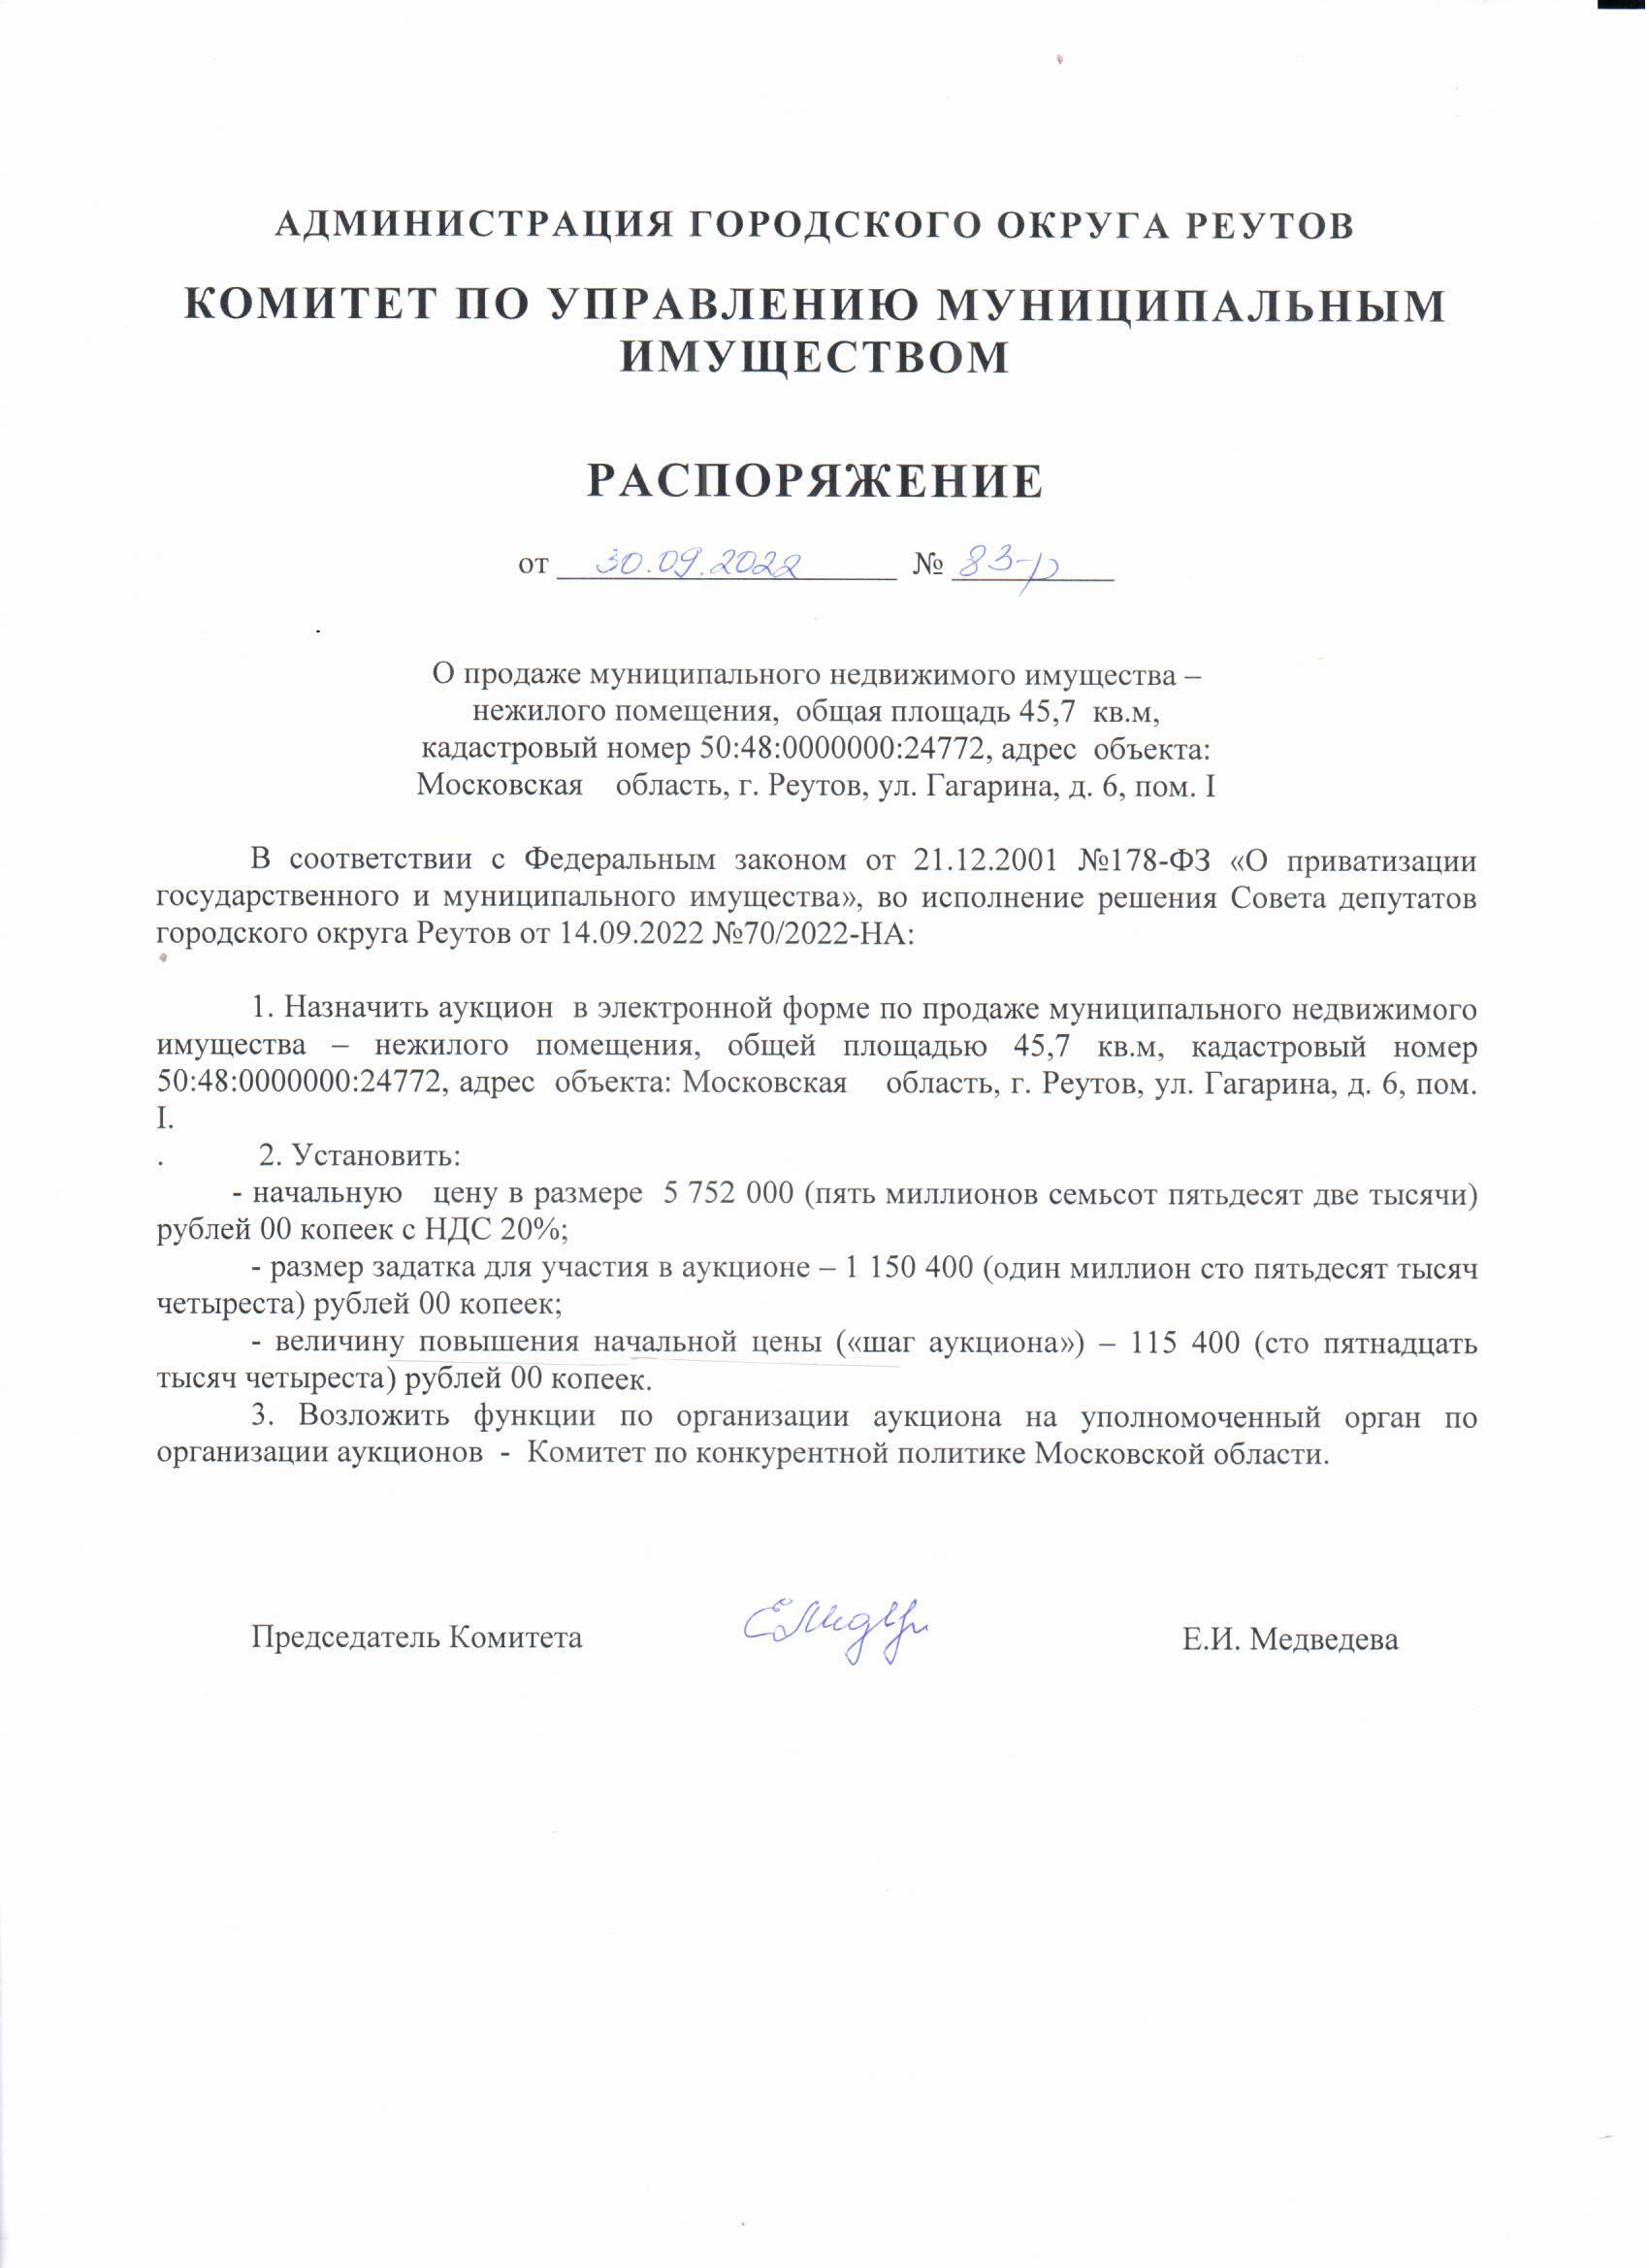 АДМИНИСТРАЦИЯ ГОРОДСКОГО ОКРУГА РЕУТОВ
КОМИТЕТ ПО УПРАВЛЕНИЮ МУНИЦИПАЛЬНЫМ
ИМУЩЕСТВОМ
РАСПОРЯЖЕНИЕ
от 30.09.2022 № 83-р
О продаже муниципального недвижимого имущества –
нежилого помещения, общая площадь 45,7 кв.м,
кадастровый номер 50:48:0000000:24772, адрес объекта:
Московская область, г. Реутов, ул. Гагарина, д. 6, пом. I
В соответствии с Федеральным законом от 21.12.2001 №178-ФЗ «О приватизации
государственного и муниципального имущества», во исполнение решения Совета депутатов
городского округа Реутов от 14.09.2022 №70/2022-НА:
1. Назначить аукцион в электронной форме по продаже муниципального недвижимого
имущества – нежилого помещения, общей площадью 45,7 кв.м, кадастровый номер
50:48:0000000:24772, адрес объекта: Московская область, г. Реутов, ул. Гагарина, д. 6, пом.
I.
. 2. Установить:
- начальную цену в размере 5 752 000 (пять миллионов семьсот пятьдесят две тысячи)
рублей 00 копеек с НДС 20%;
- размер задатка для участия в аукционе – 1 150 400 (один миллион сто пятьдесят тысяч
четыреста) рублей 00 копеек;
- величину повышения начальной цены («шаг аукциона») – 115 400 (сто пятнадцать
тысяч четыреста) рублей 00 копеек.
3. Возложить функции по организации аукциона на уполномоченный орган по
организации аукционов - Комитет по конкурентной политике Московской области.
Председатель Комитета Е.И. Медведева